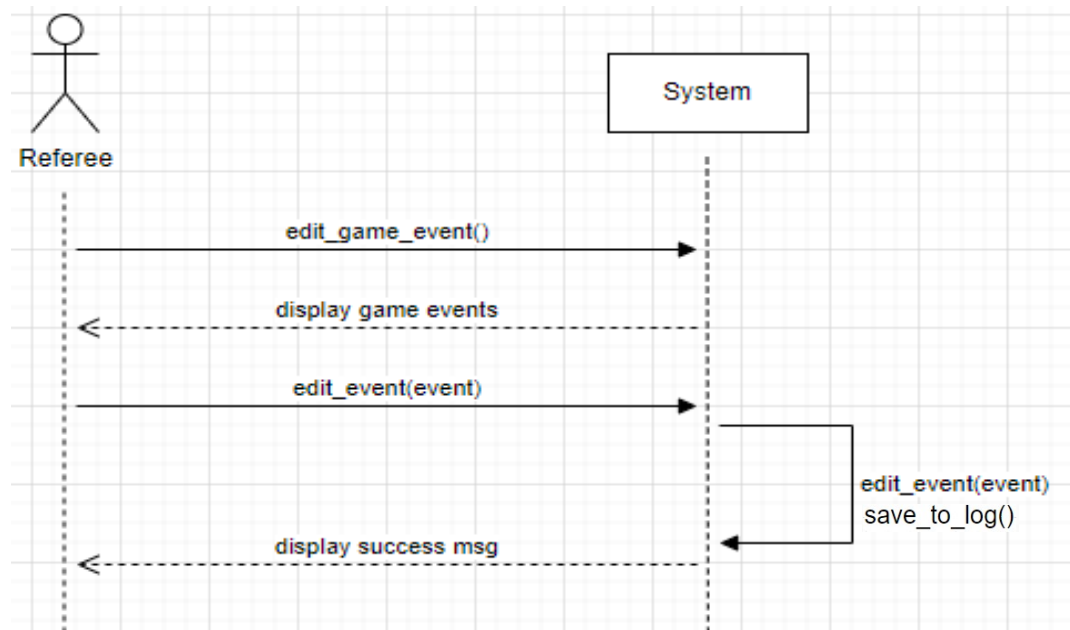 System
Referee
edit_game_event()
display game events
edit_event(event)
edit_event(event)
save_to_log()
display success msg